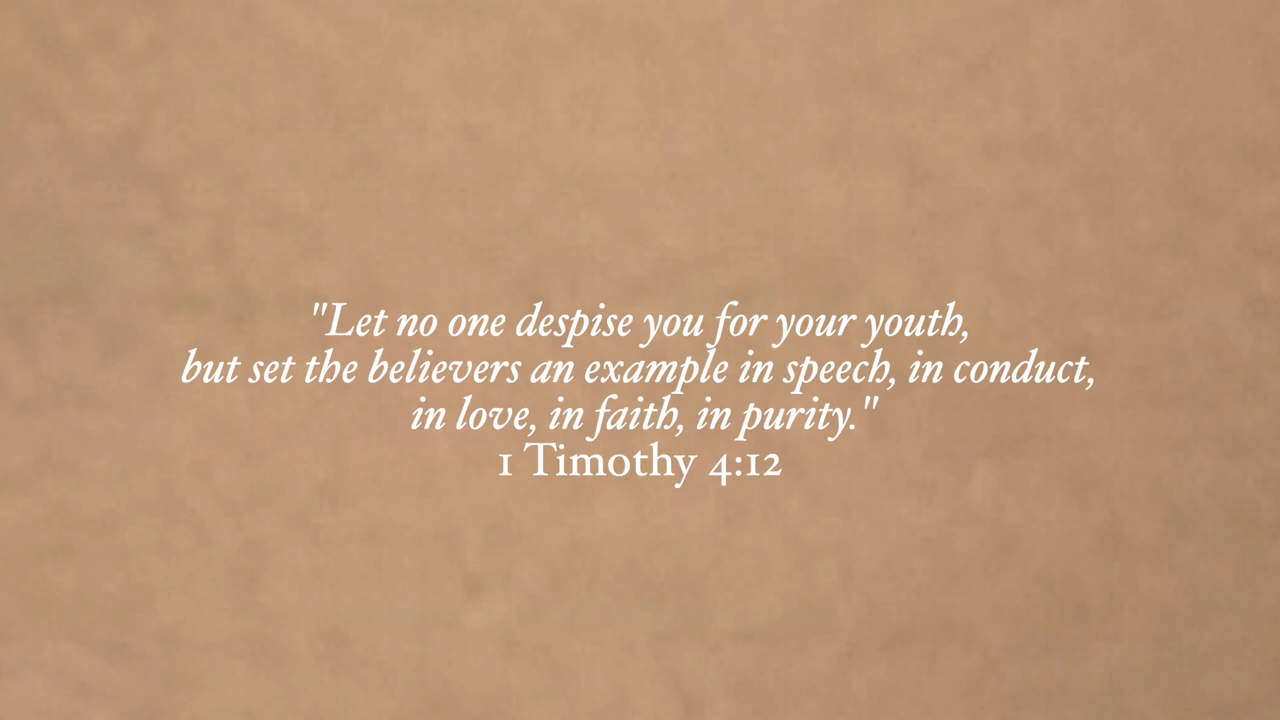 "Let no one despise you for your youth,
but set the believers an example in speech, in conduct,
in love, in faith, in purity."
1 Timothy 4:12